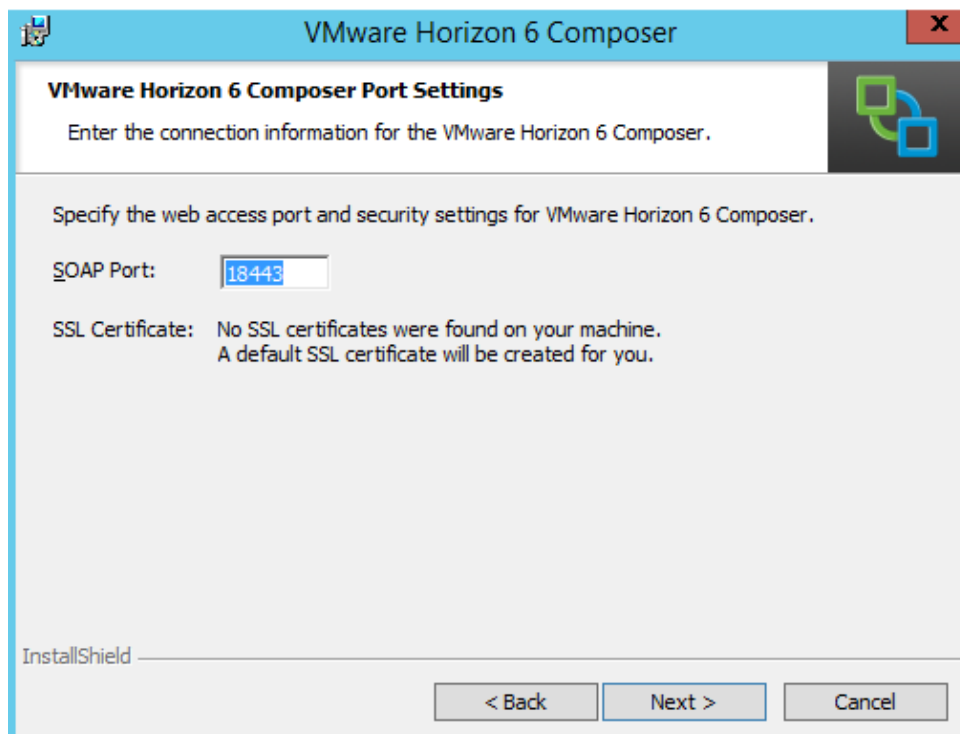 VMware Horizon 6 Composer
x
VMware Horizon 6 Composer Port Settings
Enter the connection information for the VMware Horizon 6 Composer.
Specify the web access port and security settings for VMware Horizon 6 Composer.
SOAP Port: 18443
SSL Certificate: No SSL certificates were found on your machine.
A default SSL certificate will be created for you.
InstallShield
< Back Next > Cancel